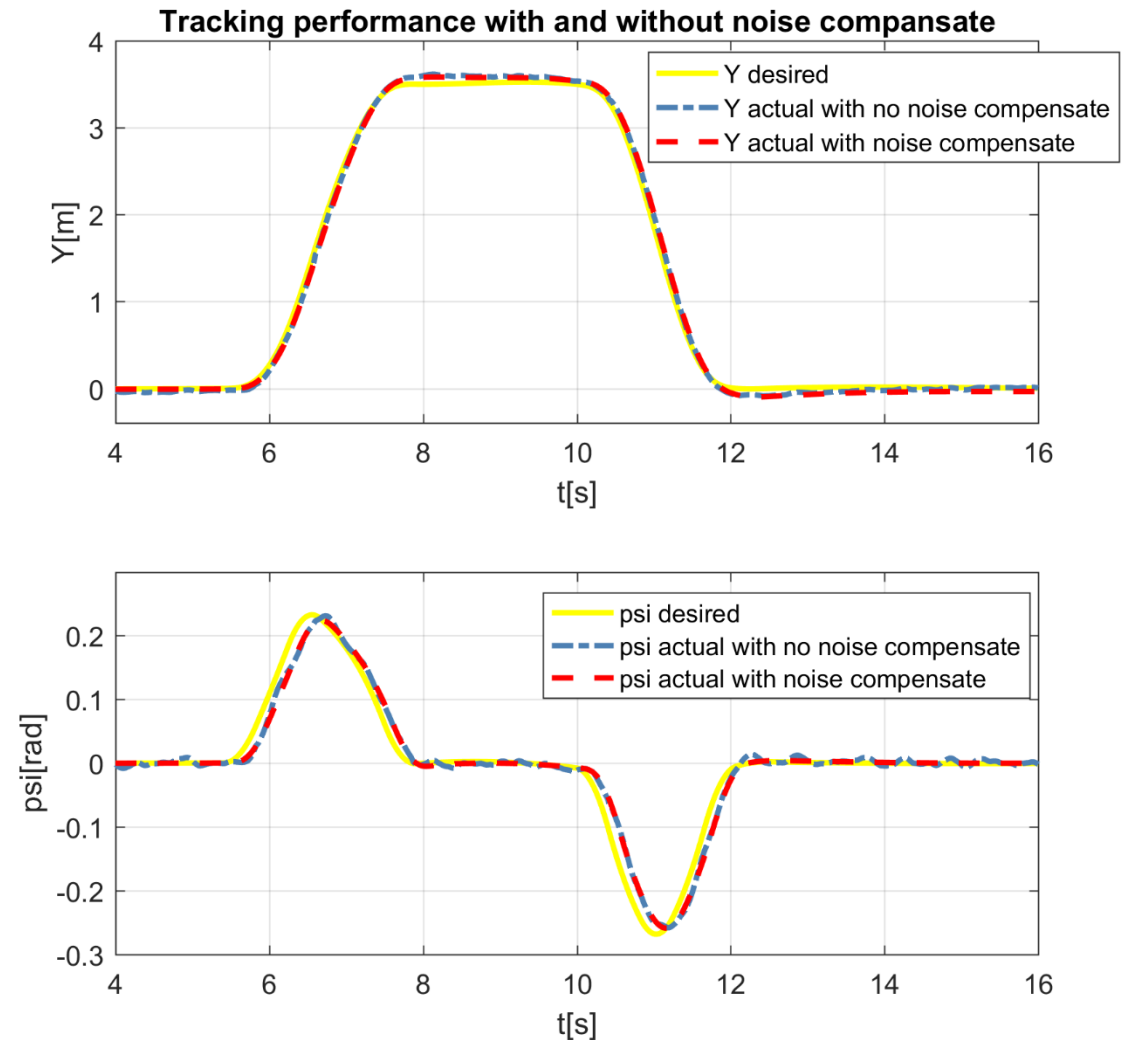 Tracking performance with and without noise compansate
4
3
2
1
0
Y[m]
Y desired
Y actual with no noise compensate
Y actual with noise compensate
4 6 8 10 12 14 16
t[s]
0.2
0.1
0
-0.1
-0.2
-0.3
psi[rad]
psi desired
psi actual with no noise compensate
psi actual with noise compensate
4 6 8 10 12 14 16
t[s]